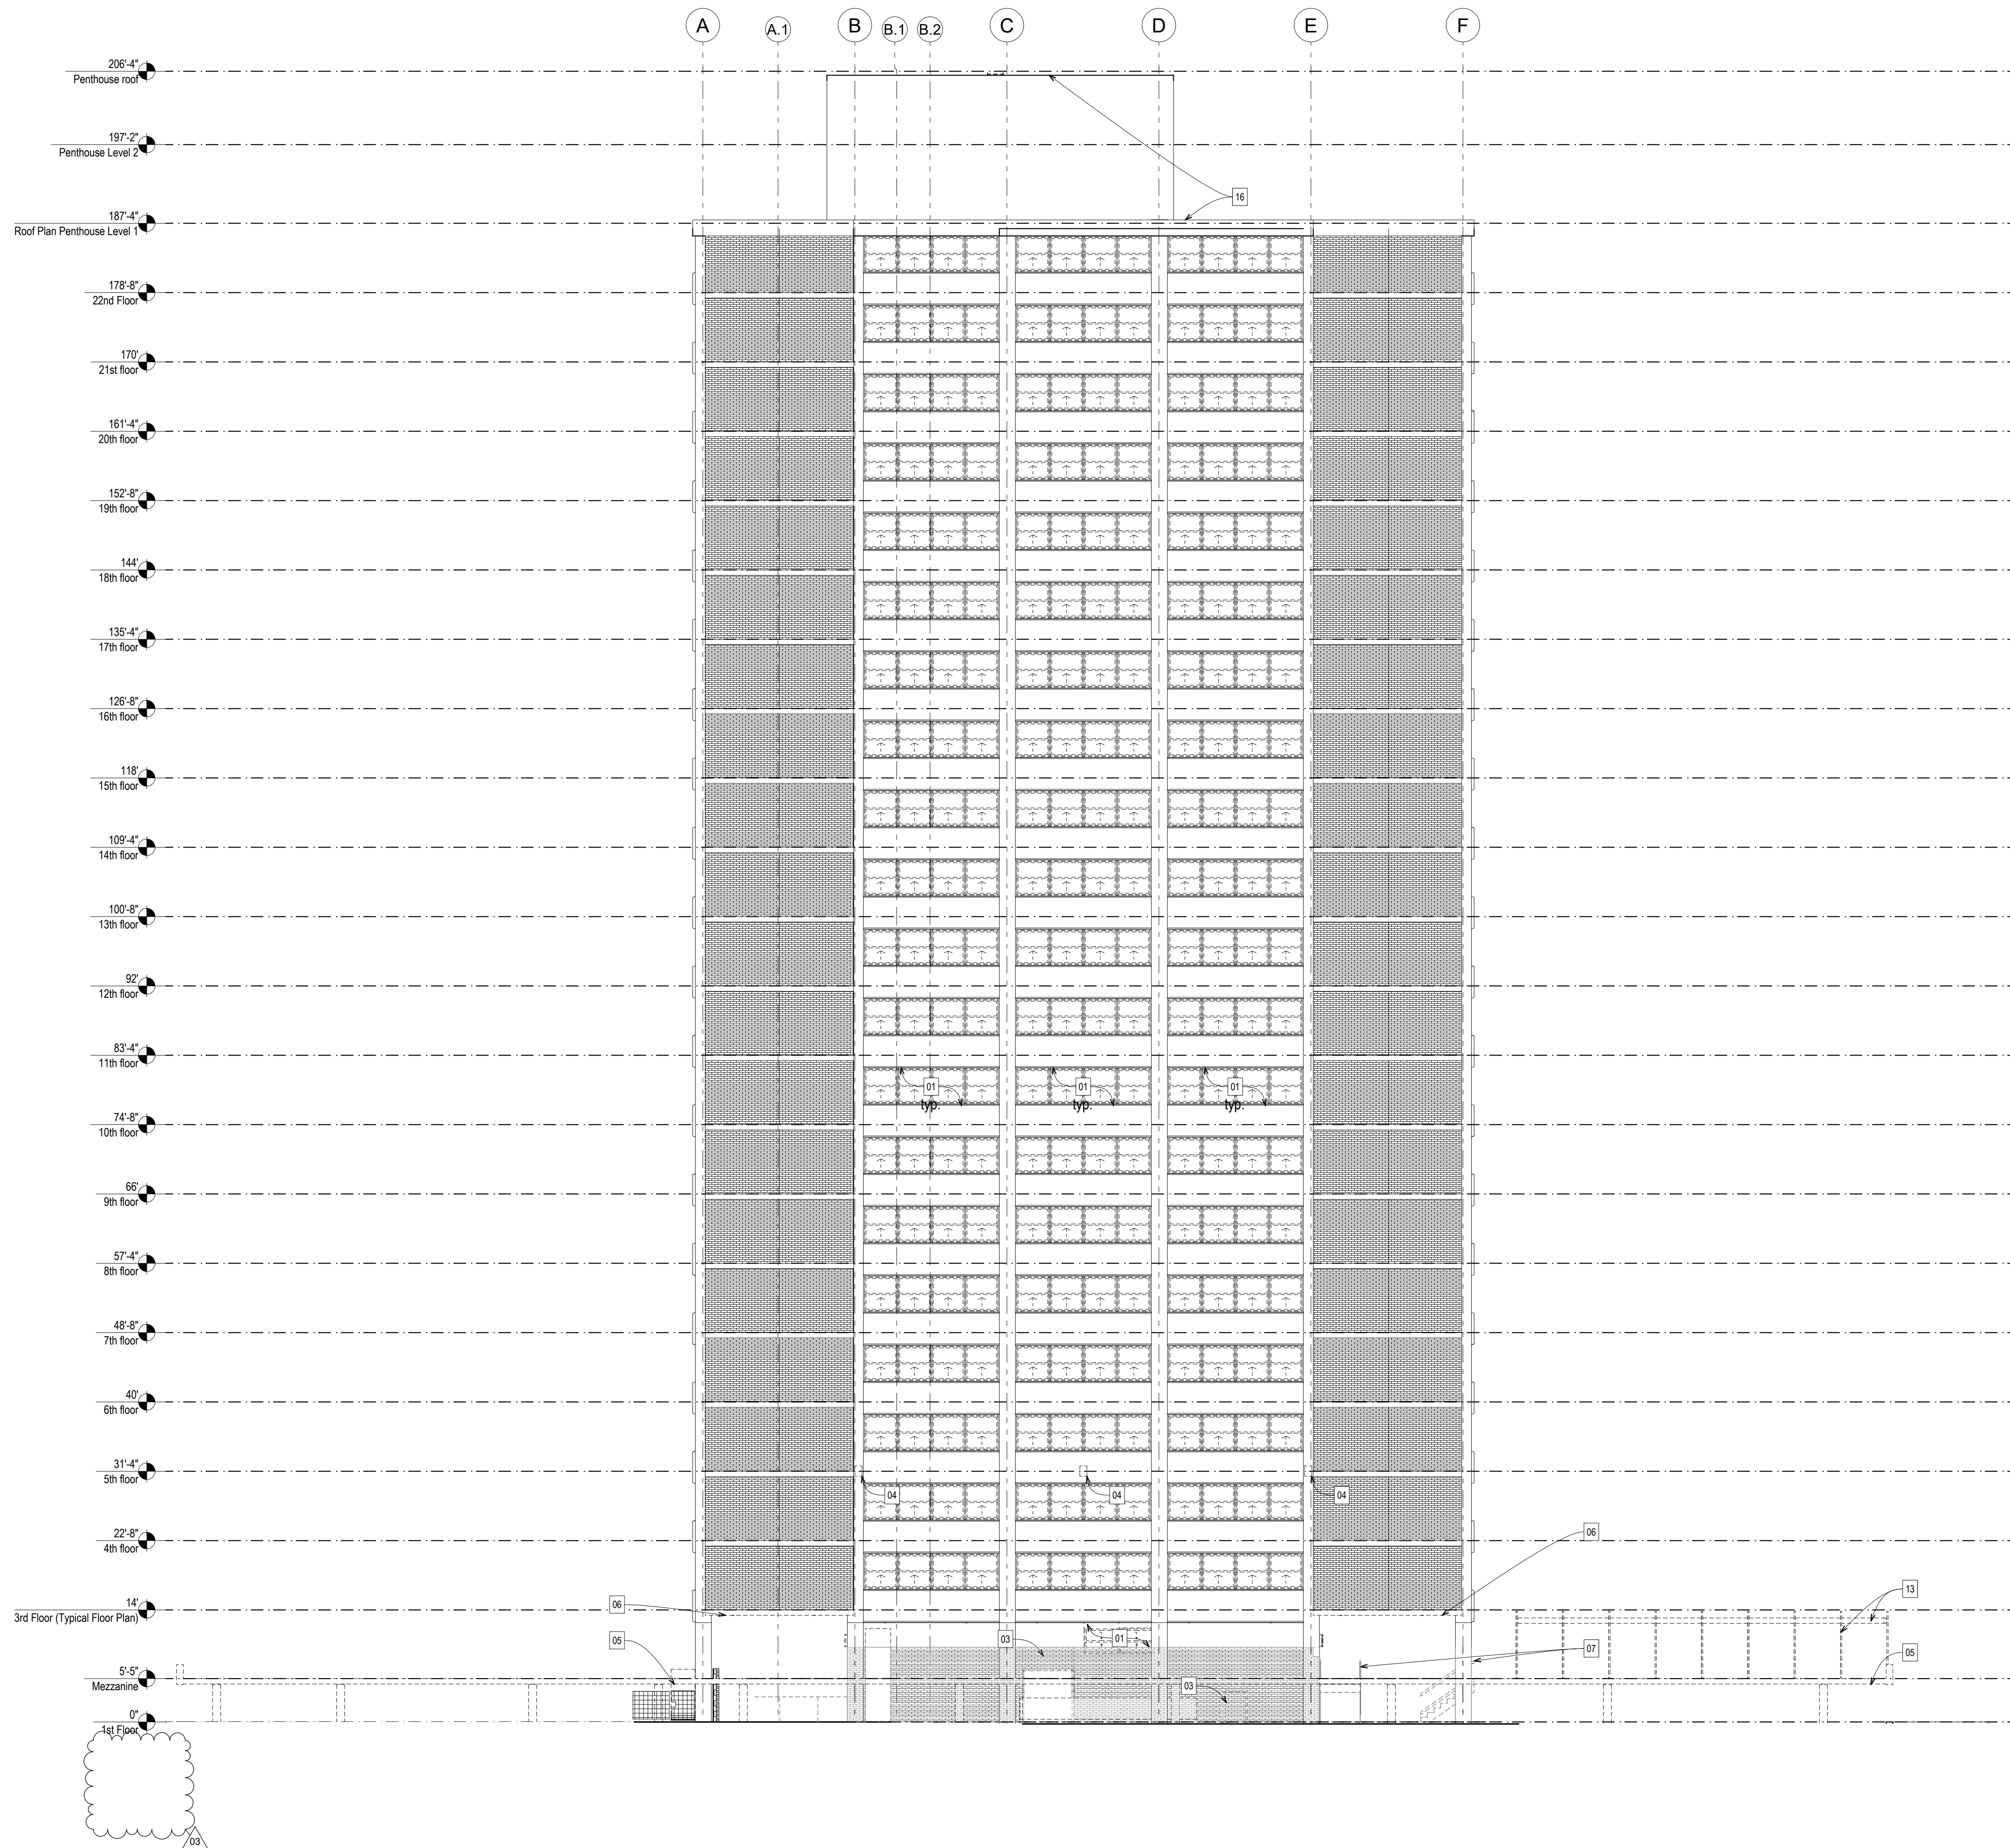 A
A.1
B
B.1
B.2
C
D
E
F
206'-4"
Penthouse roof
197'-2"
Penthouse Level 2
16
187'-4"
Roof Plan Penthouse Level 1
178'-8"
22nd Floor
170'
21st floor
161'-4"
20th floor
152'-8"
19th floor
144'
18th floor
135'-4"
17th floor
126'-8"
16th floor
118'
15th floor
109'-4"
14th floor
100'-8"
13th floor
92'
12th floor
83'-4"
11th floor
01
typ.
01
typ.
01
typ.
74'-8"
10th floor
66'
9th floor
57'-4"
8th floor
48'-8"
7th floor
40'
6th floor
31'-4"
5th floor
04
04
04
22'-8"
4th floor
06
14'
3rd Floor (Typical Floor Plan)
06
13
05
03
01
07
05
5'-5"
Mezzanine
03
0"
1st Floor
03